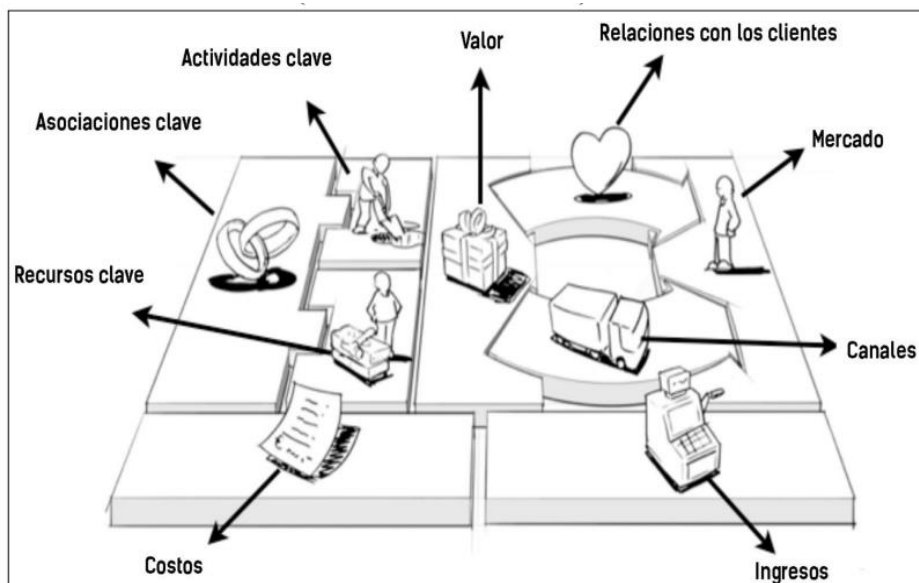 Relaciones con los clientes
Valor
Actividades clave
Asociaciones clave
Mercado
Recursos clave
Canales
Costos
Ingresos